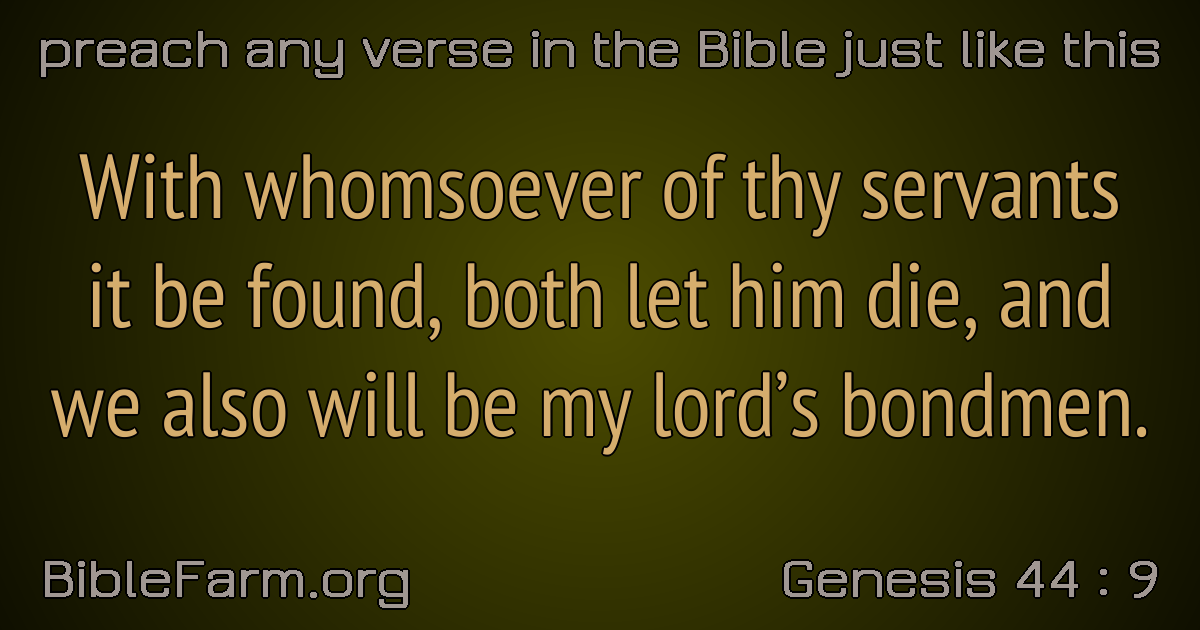 preach any verse in the Bible just like this
With whomsoever of thy servants
it be found, both let him die, and
we also will be my lord’s bondmen.
BibleFarm.org
Genesis 44 : 9